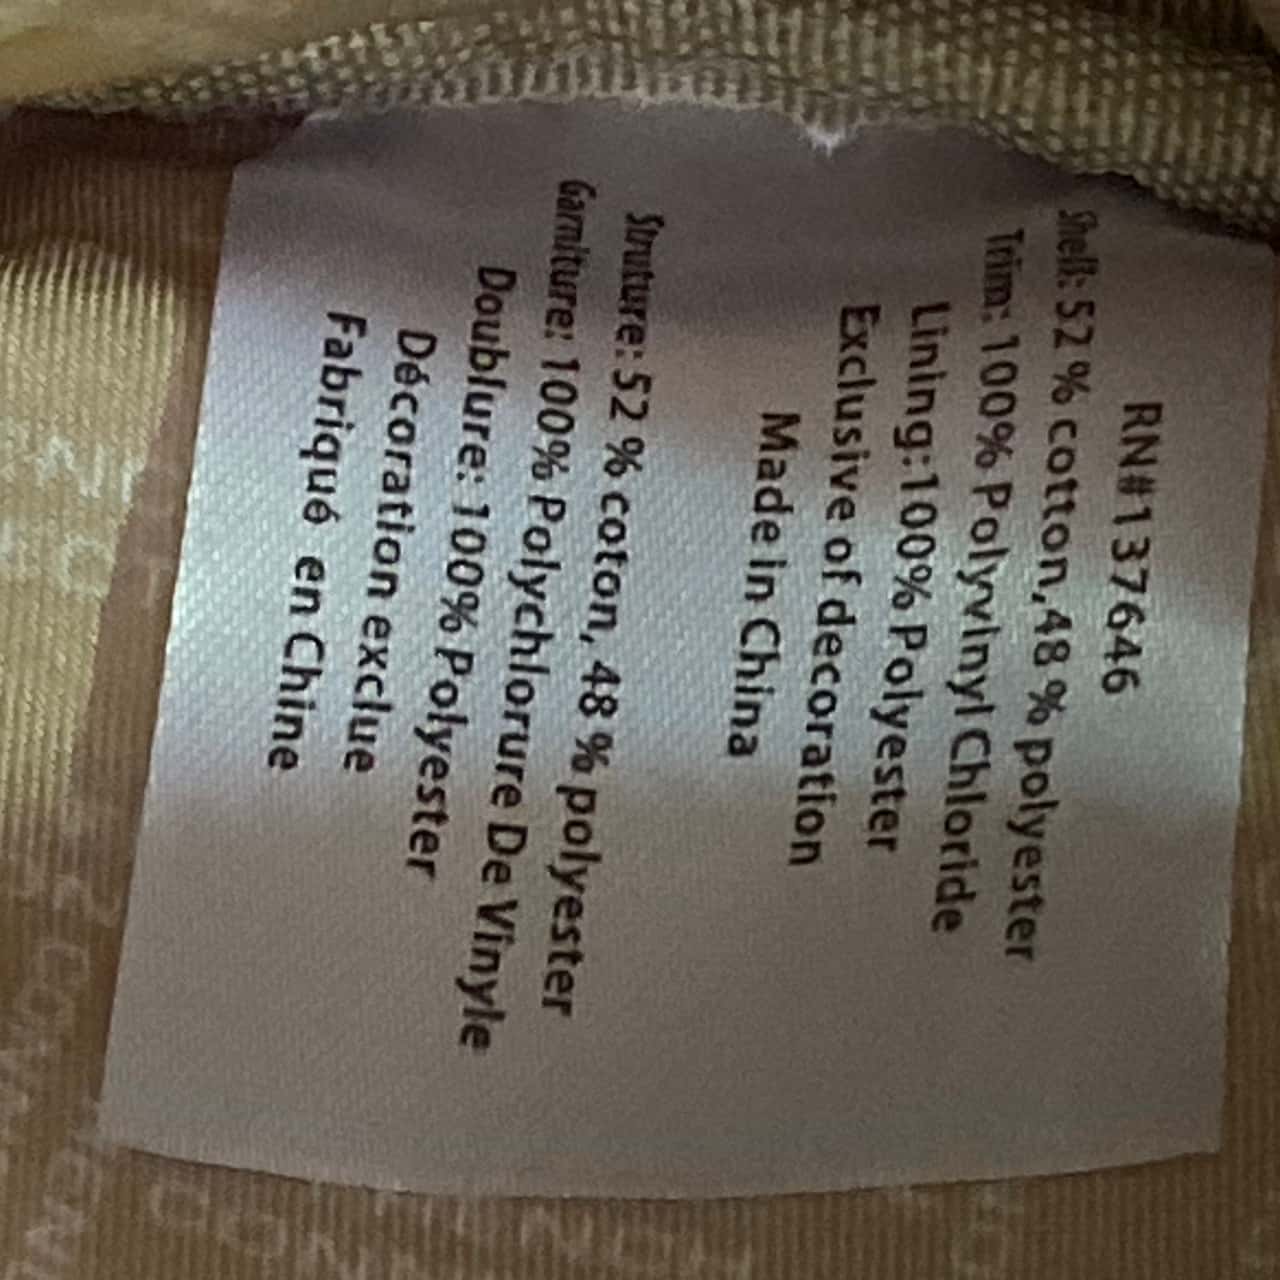 RN#137646
Shell: 52 % cotton,48 % polyester
Trim: 100% Polyvinyl Chloride
Lining:100% Polyester
Exclusive of decoration
Made in China
Struture: 52 % coton, 48 % polyester
Garniture: 100% Polychlorure De Vinyle
Doublure: 100% Polyester
Décoration exclue
Fabriqué en Chine